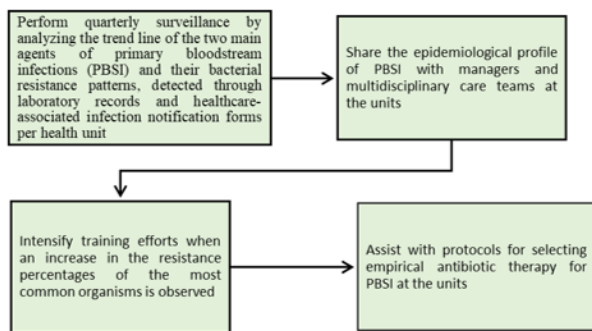 Perform quarterly surveillance by
analyzing the trend line of the two main
agents of primary bloodstream
infections (PBSI) and their bacterial
resistance patterns, detected through
laboratory records and healthcare-
associated infection notification forms
per health unit
Share the epidemiological profile
of PBSI with managers and
multidisciplinary care teams at
the units
Intensify training efforts when
an increase in the resistance
percentages of the most
common organisms is observed
Assist with protocols for selecting
empirical antibiotic therapy for
PBSI at the units